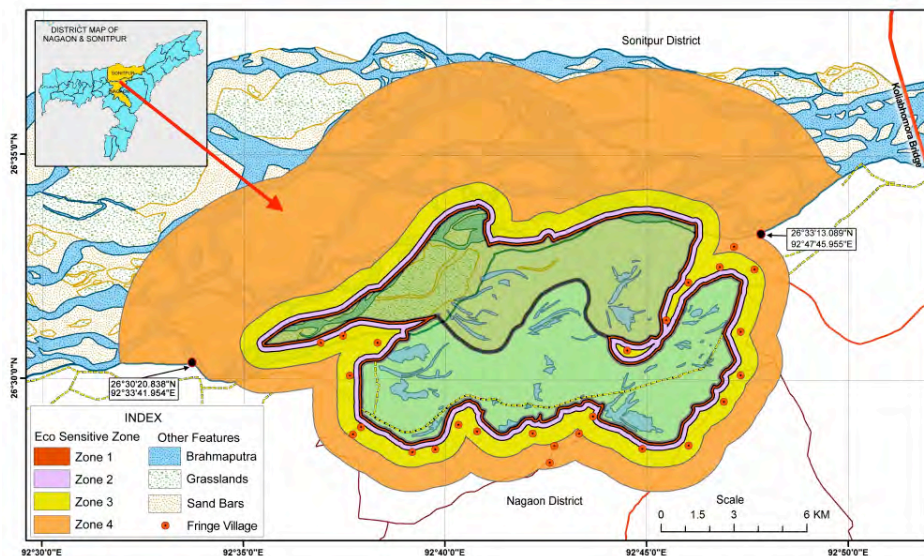 DISTRICT MAP OF
NAGAON & SONITPUR
SONITPUR
Sonitpur District
Koliabhomora Bridge
26°35'0"N
26°33'13.089"N
92°47'45.955"E
26°30'0"N
26°30'20.838"N
92°33'41.954"E
INDEX
Eco Sensitive Zone
Other Features
Zone 1
Brahmaputra
Zone 2
Grasslands
Zone 3
Sand Bars
Zone 4
Fringe Village
Nagaon District
Scale
0 1.5 3 6 KM
92°30'0"E 92°35'0"E 92°40'0"E 92°45'0"E 92°50'0"E